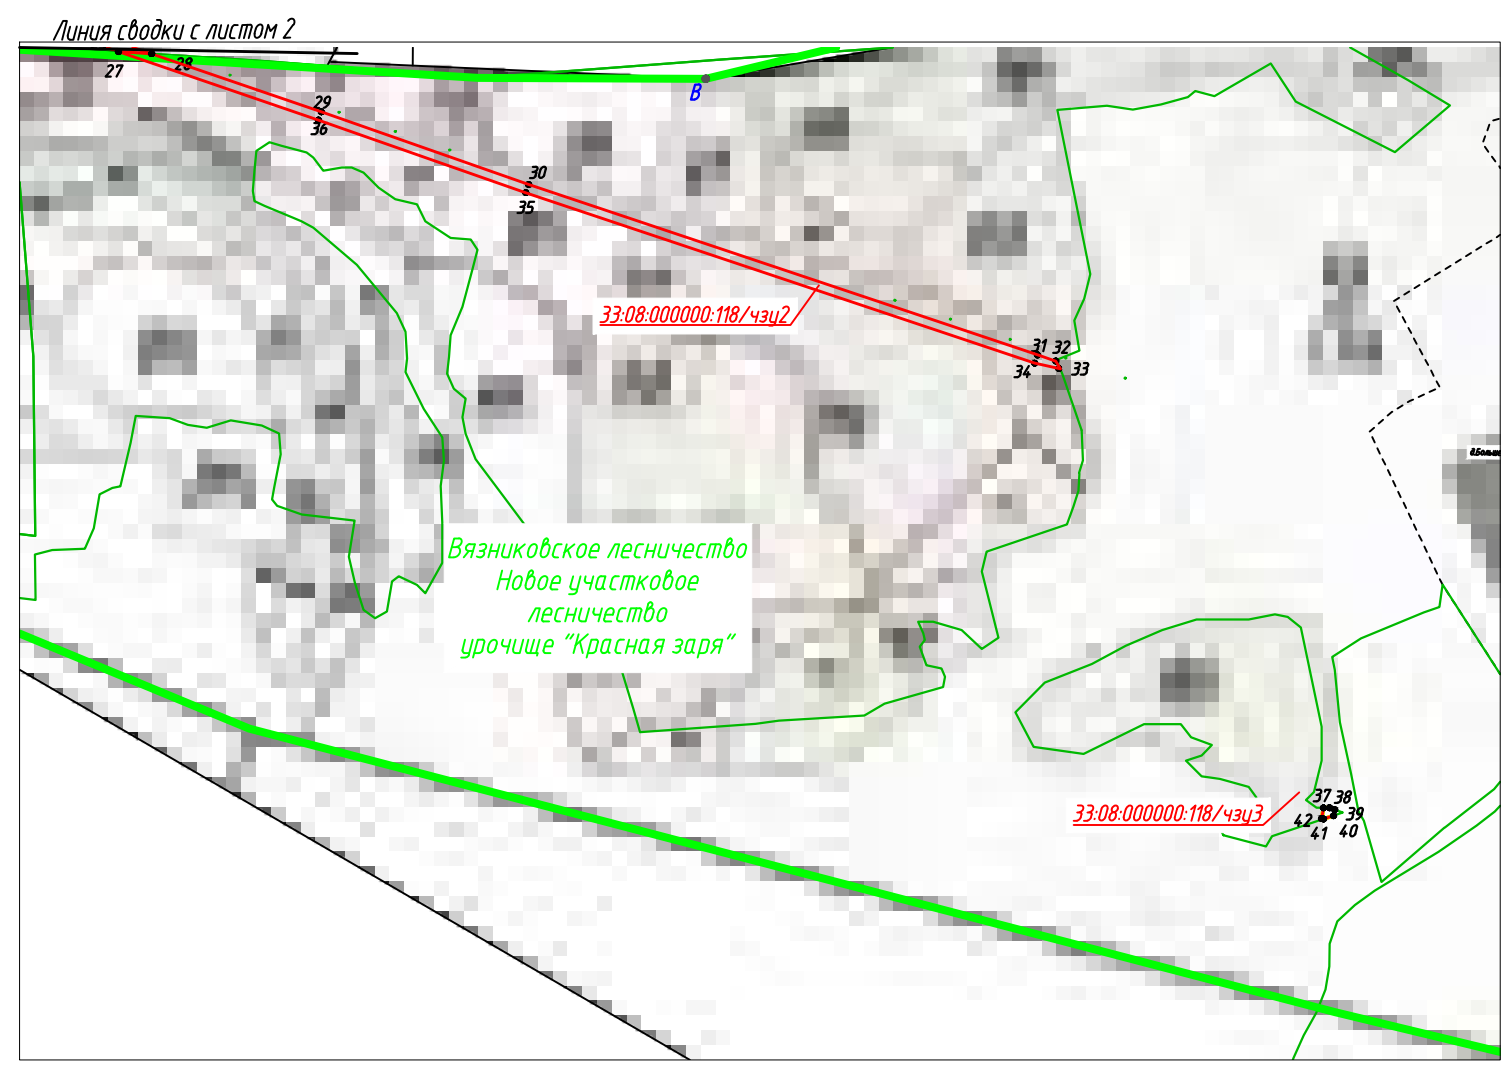 Линия сводки с листом 2
27
28
29
36
В
30
35
33:08:000000:118/чзу2
31
32
34
33
Вязниковское лесничество
Новое участковое
лесничество
урочище "Красная заря"
33:08:000000:118/чзу3
37
38
42
39
41
40